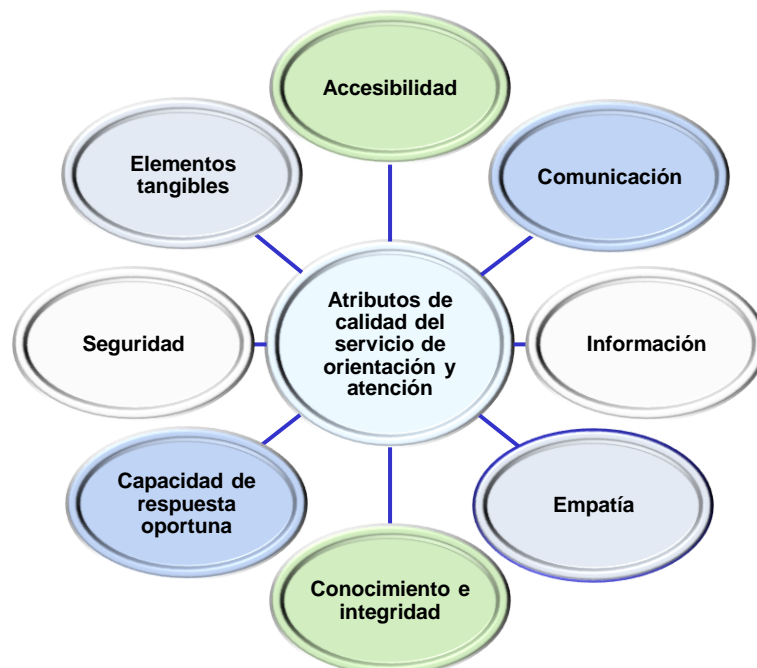 Accesibilidad
Elementos
tangibles
Comunicación
Seguridad
Atributos de
calidad del
servicio de
orientación y
atención
Información
Capacidad de
respuesta
oportuna
Empatía
Conocimiento e
integridad